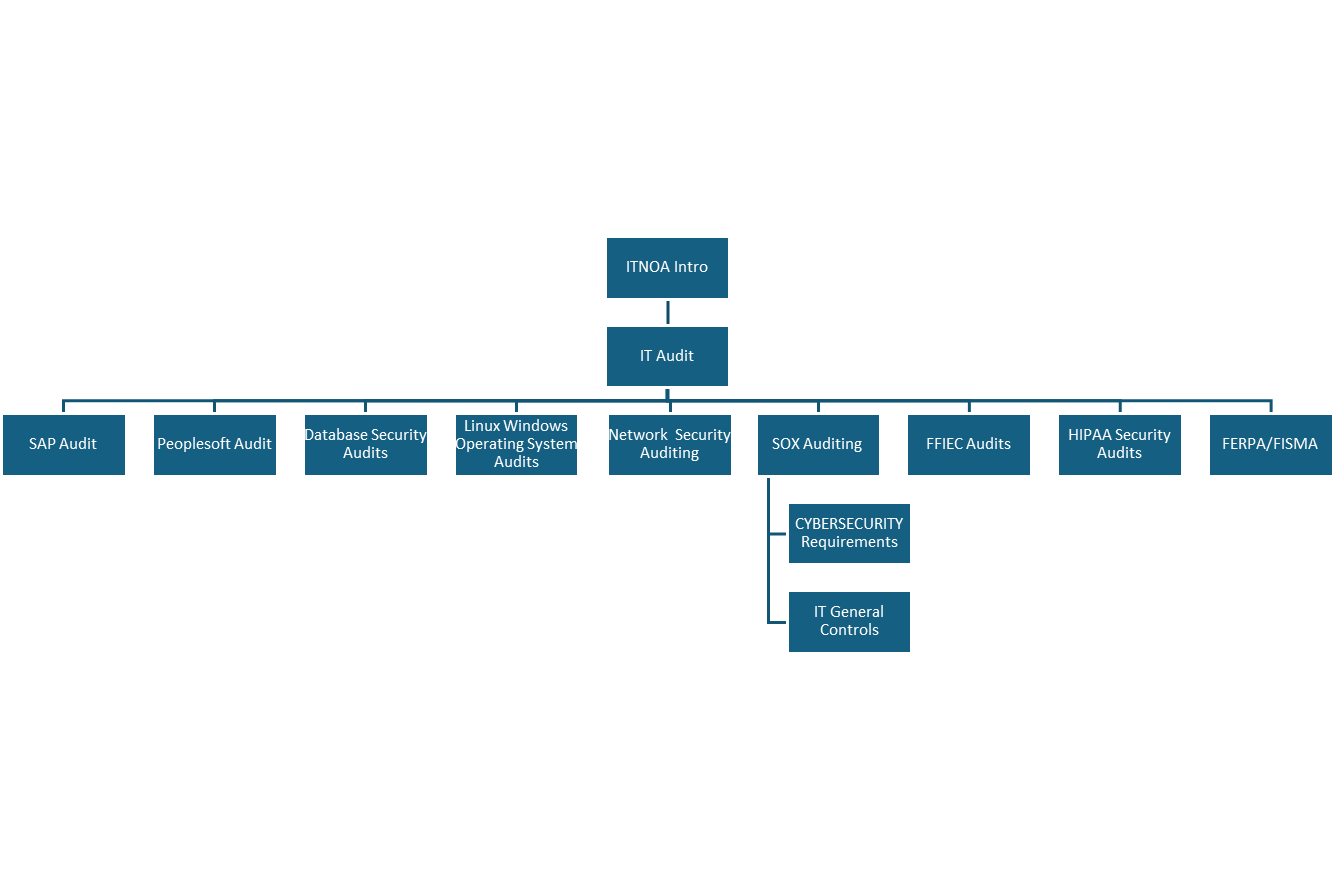 ITNOA Intro
IT Audit
SAP Audit
Peoplesoft Audit
Database Security
Audits
Linux Windows
Operating System
Audits
Network  Security
Auditing
SOX Auditing
FFIEC Audits
HIPAA Security
Audits
FERPA/FISMA
CYBERSECURITY
Requirements
IT General
Controls